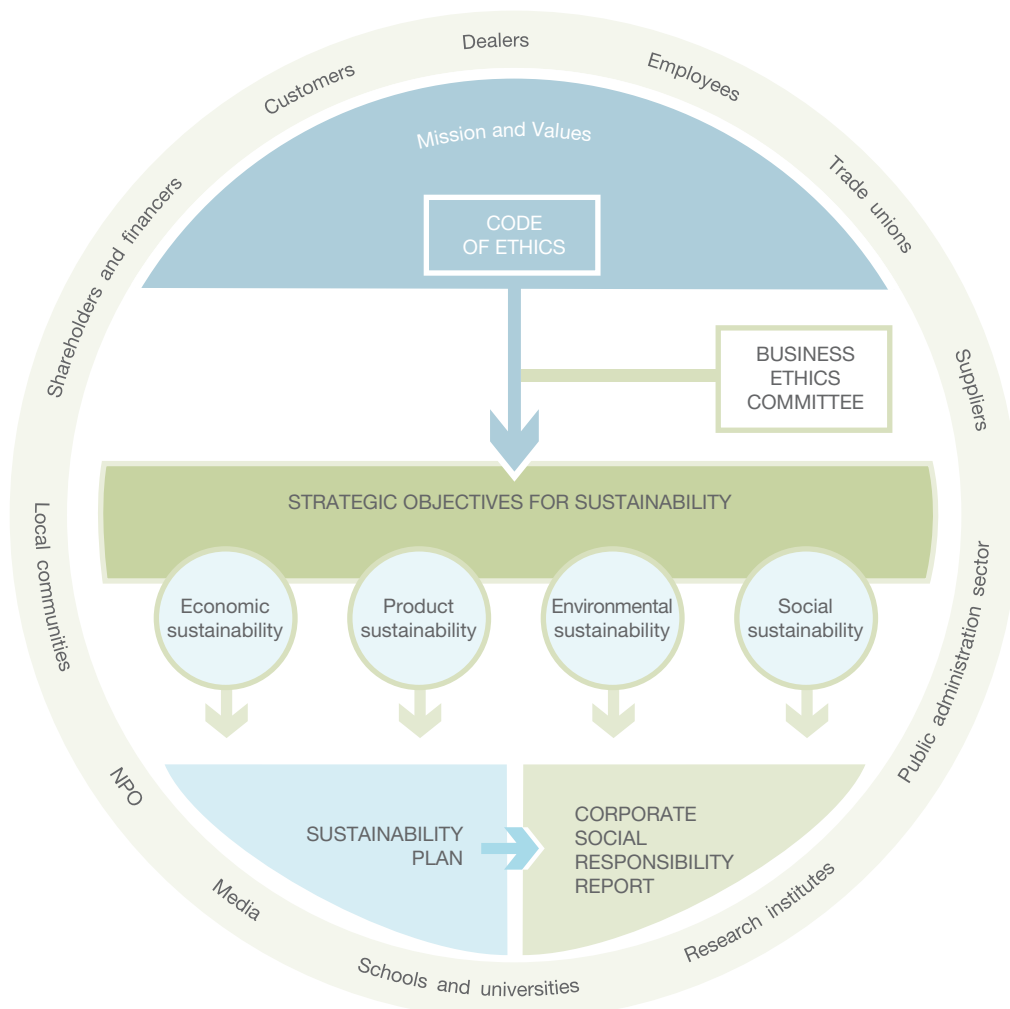 Dealers
Employees
Trade unions
Suppliers
Public administration sector
Research institutes
Schools and universities
Media
NPO
Local communities
Shareholders and financers
Customers
Mission and Values
CODE
OF ETHICS
BUSINESS
ETHICS
COMMITTEE
STRATEGIC OBJECTIVES FOR SUSTAINABILITY
Economic
sustainability
Product
sustainability
Environmental
sustainability
Social
sustainability
SUSTAINABILITY
PLAN
CORPORATE
SOCIAL
RESPONSIBILITY
REPORT